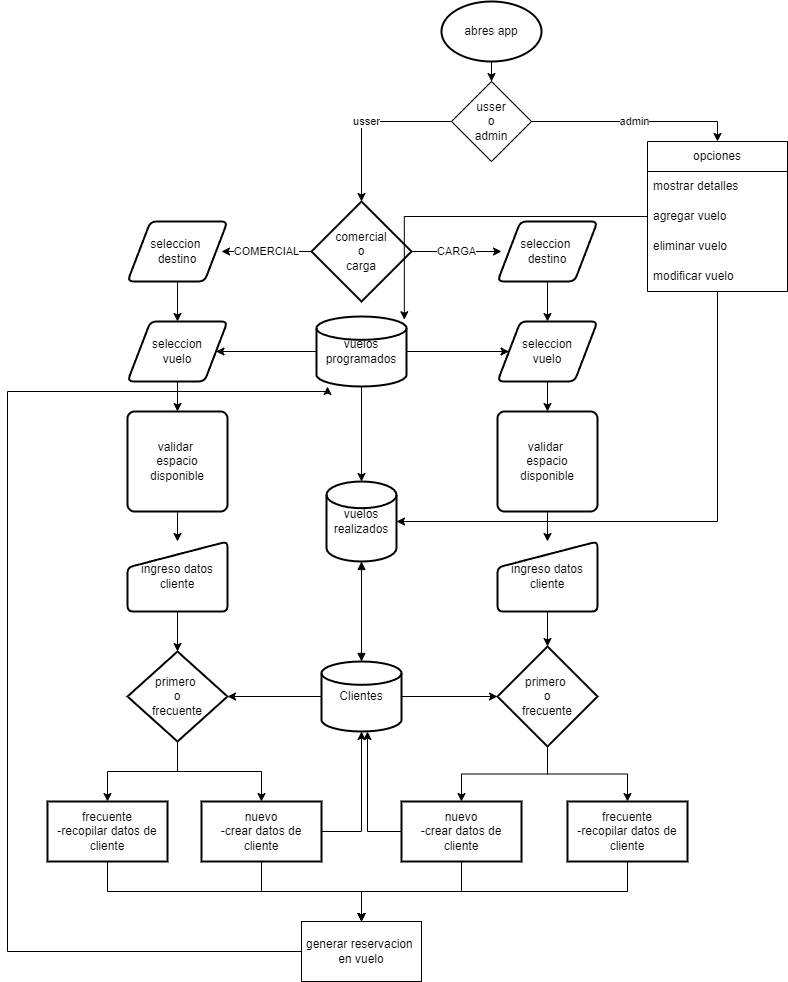 abres app
usser
o
admin
usser
admin
opciones
mostrar detalles
agregar vuelo
eliminar vuelo
modificar vuelo
seleccion
destino
COMERCIAL
comercial
o
carga
CARGA
seleccion
destino
seleccion
vuelo
vuelos
programados
seleccion
vuelo
validar
espacio
disponible
validar
espacio
disponible
vuelos
realizados
ingreso datos
cliente
ingreso datos
cliente
primero
o
frecuente
Clientes
primero
o
frecuente
frecuente
-recopilar datos de
cliente
nuevo
-crear datos de
cliente
nuevo
-crear datos de
cliente
frecuente
-recopilar datos de
cliente
generar reservacion
en vuelo